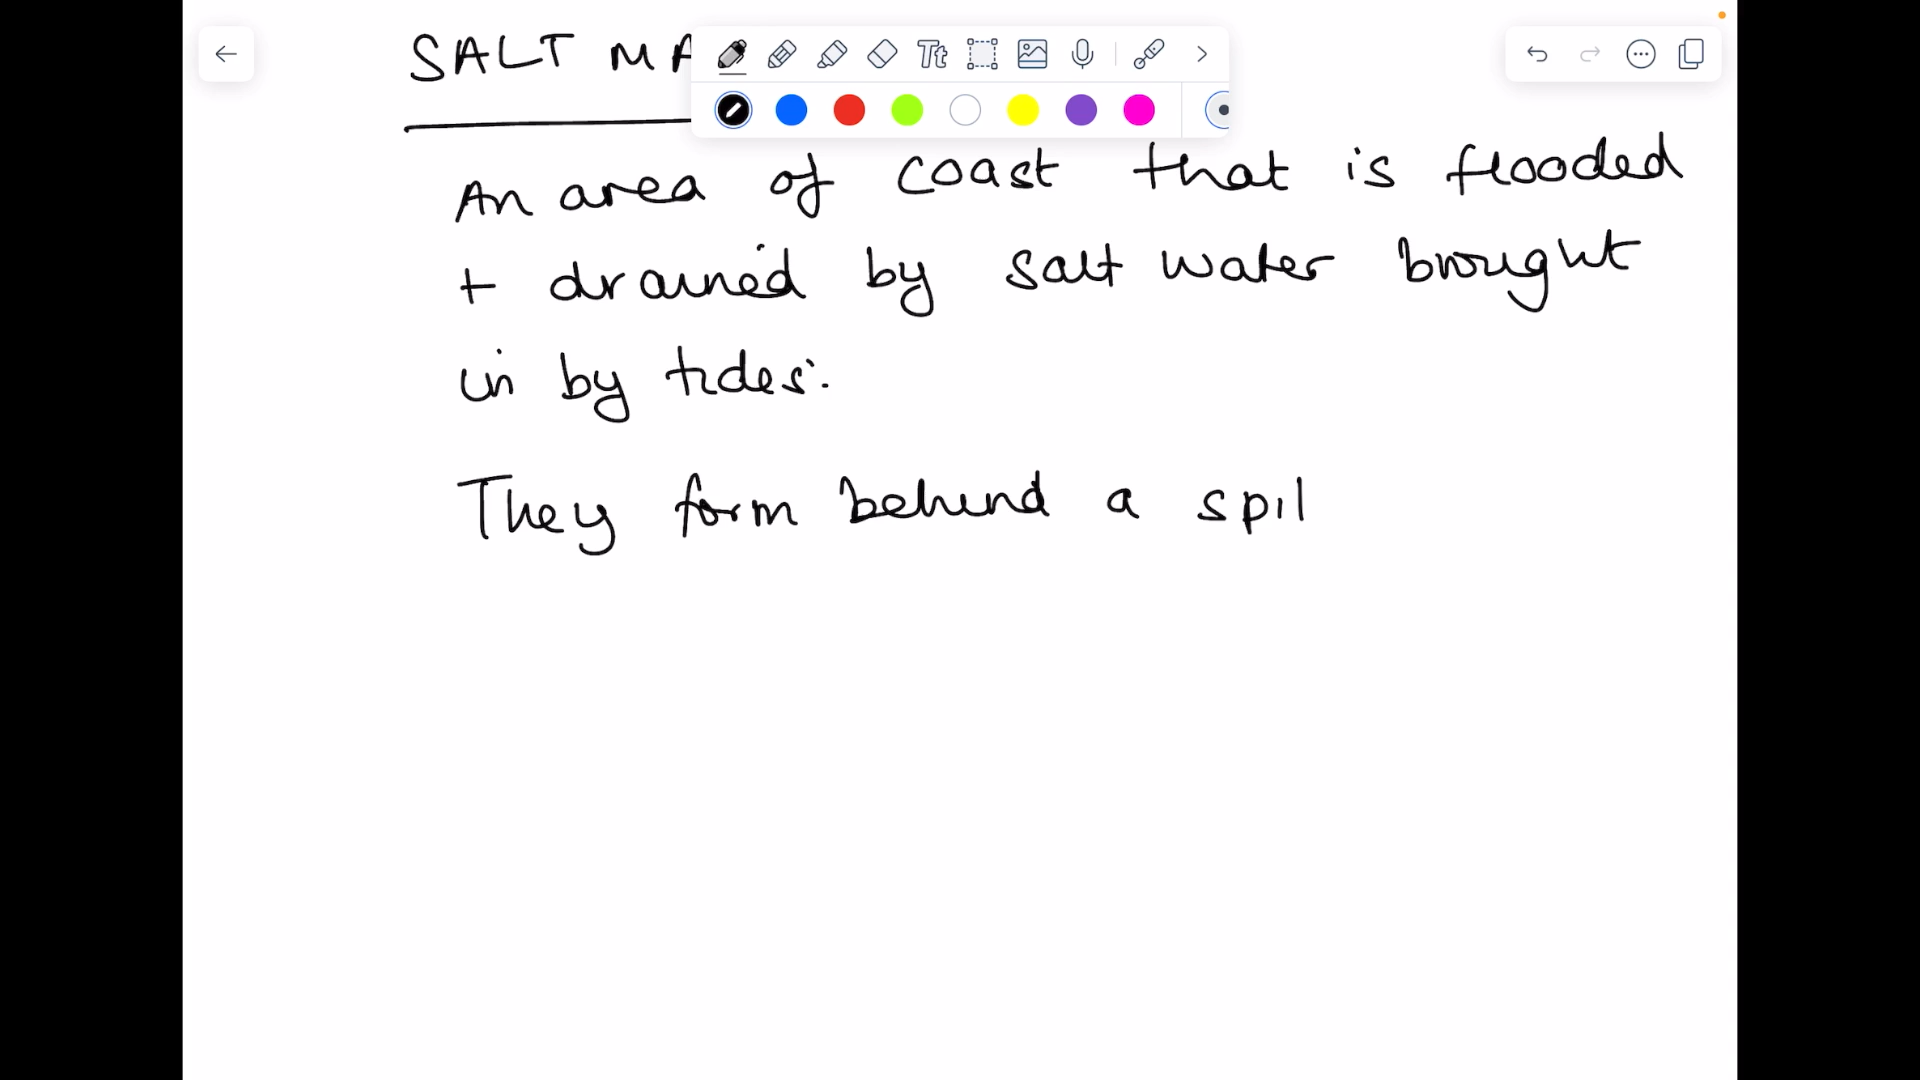 SALT MA
An area of coast that is flooded
+ drained by salt water brought
in by tides.
They form behind a spil